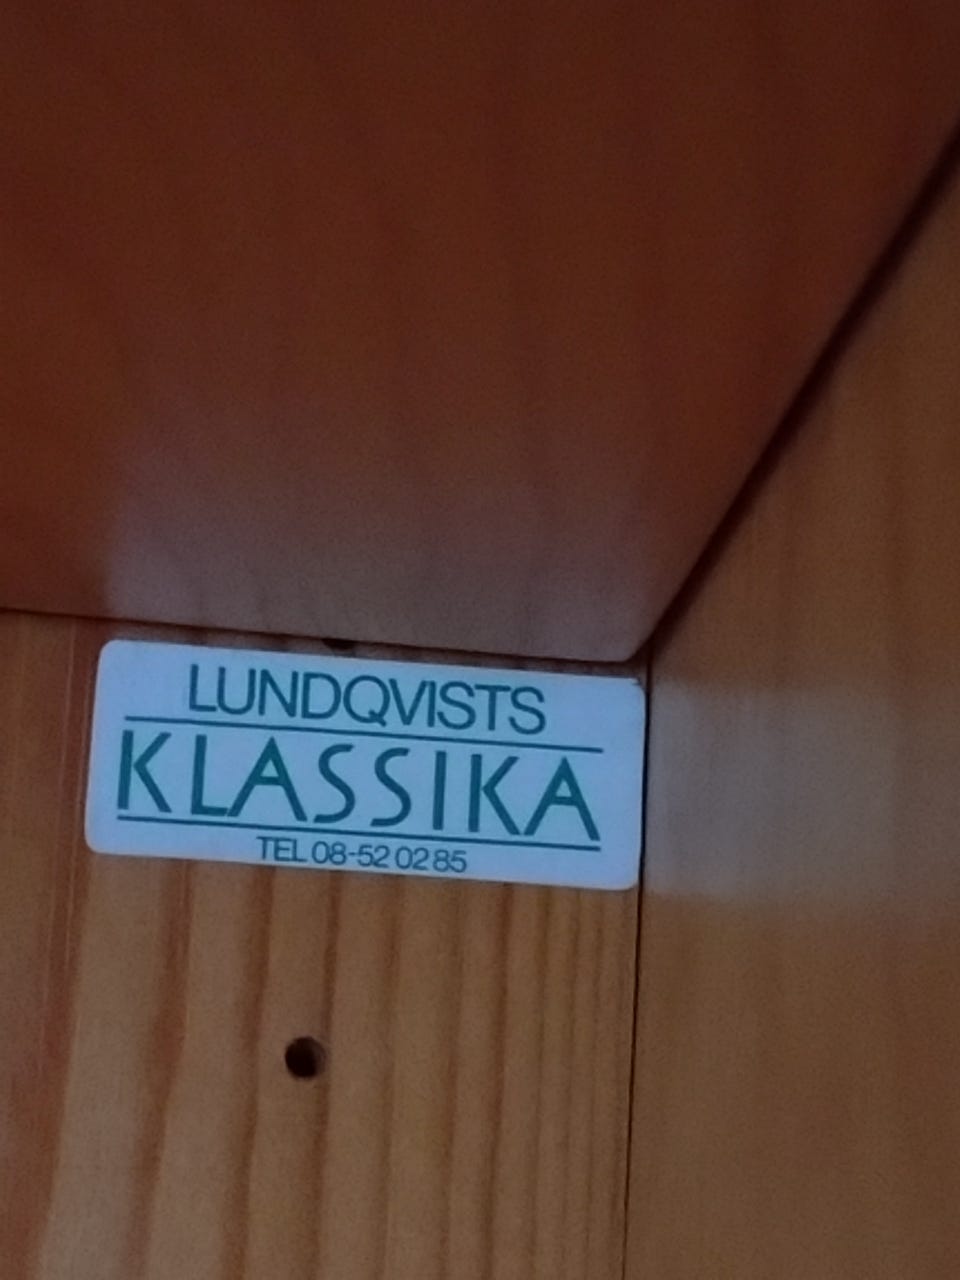 LUNDQVISTS
KLASSIKA
TEL 08-52 02 85